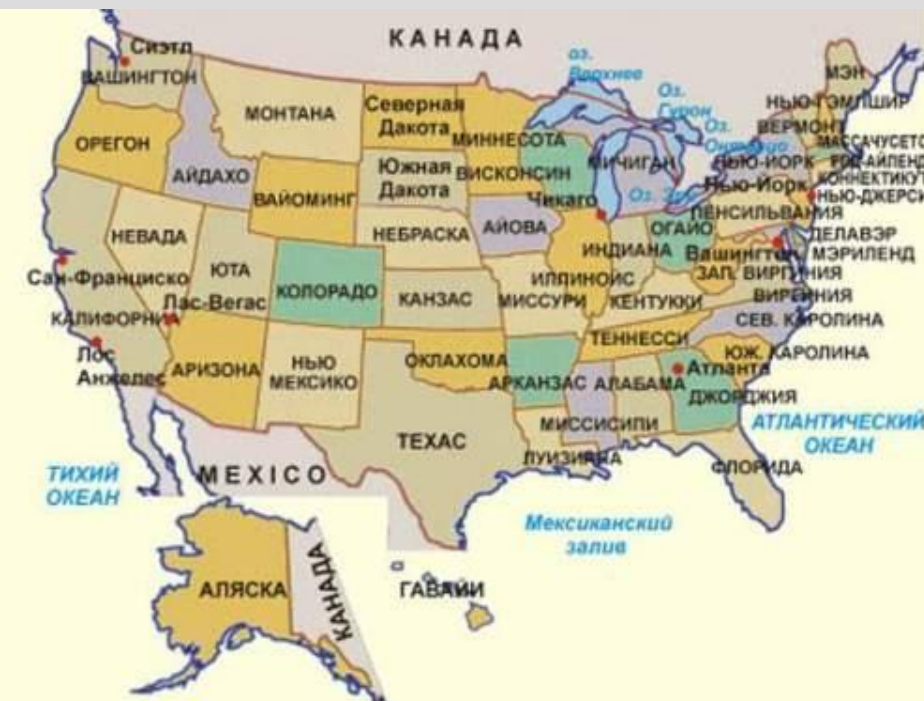 КАНАДА
Сиэтл
ВАШИНГТОН
МОНТАНА
Северная
Дакота
МИННЕСОТА
оз.
Верхнее
Оз.
Гурон
Оз.
Онтарио
МЭН
НЬЮ-ГЭМПШИР
ВЕРМОНТ
МАССАЧУСЕТС
ОРЕГОН
АЙДАХО
ВАЙОМИНГ
Южная
Дакота
ВИСКОНСИН
МИЧИГАН
НЬЮ-ЙОРК
РОД-АЙЛЕНД
КОННЕКТИКУТ
Нью-Йорк
НЬЮ-ДЖЕРСИ
Чикаго
Оз. Эри
ПЕНСИЛЬВАНИЯ
НЕВАДА
ЮТА
НЕБРАСКА
АЙОВА
ИНДИАНА
ОГАЙО
Вашингтон
ДЕЛАВЭР
МЭРИЛЕНД
Сан-Франциско
КОЛОРАДО
КАНЗАС
ИЛЛИНОЙС
МИССУРИ
КЕНТУККИ
ЗАП. ВИРГИНИЯ
ВИРГИНИЯ
Лас-Вегас
КАЛИФОРНИЯ
СЕВ. КАРОЛИНА
ТЕННЕССИ
Лос
Анжелес
АРИЗОНА
НЬЮ
МЕКСИКО
ОКЛАХОМА
АРКАНЗАС
АЛАБАМА
Атланта
ЮЖ. КАРОЛИНА
ДЖОРДЖИЯ
ТЕХАС
МИССИСИПИ
ЛУИЗИАНА
ФЛОРИДА
АТЛАНТИЧЕСКИЙ
ОКЕАН
ТИХИЙ
ОКЕАН
MEXICO
Мексиканский
залив
АЛЯСКА
КАНАДА
ГАВАЙИ